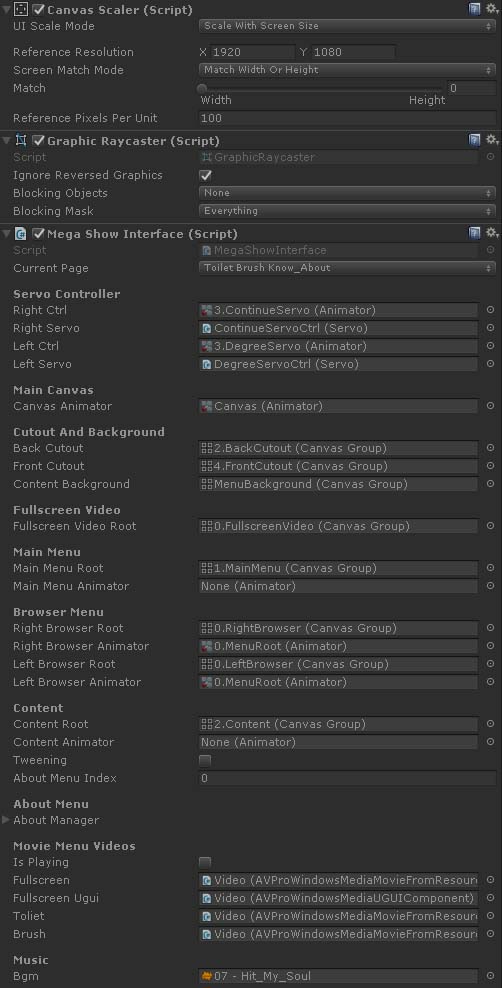 Canvas Scaler (Script)
UI Scale Mode Scale With Screen Size
Reference Resolution X 1920 Y 1080
Screen Match Mode Match Width Or Height
Match 0
Width Height
Reference Pixels Per Unit 100
Graphic Raycaster (Script)
Script GraphicRaycaster
Ignore Reversed Graphics
Blocking Objects None
Blocking Mask Everything
Mega Show Interface (Script)
Script MegaShowInterface
Current Page Toilet Brush Know_About
Servo Controller
Right Ctrl 3.ContinueServo (Animator)
Right Servo ContinueServoCtrl (Servo)
Left Ctrl 3.DegreeServo (Animator)
Left Servo DegreeServoCtrl (Servo)
Main Canvas
Canvas Animator Canvas (Animator)
Cutout And Background
Back Cutout 2.BackCutout (Canvas Group)
Front Cutout 4.FrontCutout (Canvas Group)
Content Background MenuBackground (Canvas Group)
Fullscreen Video
Fullscreen Video Root 0.FullscreenVideo (Canvas Group)
Main Menu
Main Menu Root 1.MainMenu (Canvas Group)
Main Menu Animator None (Animator)
Browser Menu
Right Browser Root 0.RightBrowser (Canvas Group)
Right Browser Animator 0.MenuRoot (Animator)
Left Browser Root 0.LeftBrowser (Canvas Group)
Left Browser Animator 0.MenuRoot (Animator)
Content
Content Root 2.Content (Canvas Group)
Content Animator None (Animator)
Tweening
About Menu Index 0
About Menu
About Manager
Movie Menu Videos
Is Playing
Fullscreen Video (AVProWindowsMediaMovieFromResour
Fullscreen Ugui Video (AVProWindowsMediaUGUIComponent)
Toliet Video (AVProWindowsMediaMovieFromResour
Brush Video (AVProWindowsMediaMovieFromResour
Music
Bgm 07 - Hit_My_Soul